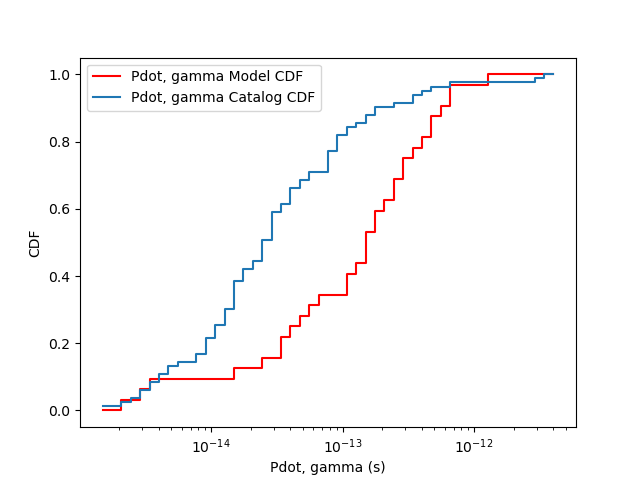 Pdot, gamma Model CDF
Pdot, gamma Catalog CDF
1.0
0.8
0.6
0.4
0.2
0.0
CDF
10⁻¹⁴
10⁻¹³
10⁻¹²
Pdot, gamma (s)